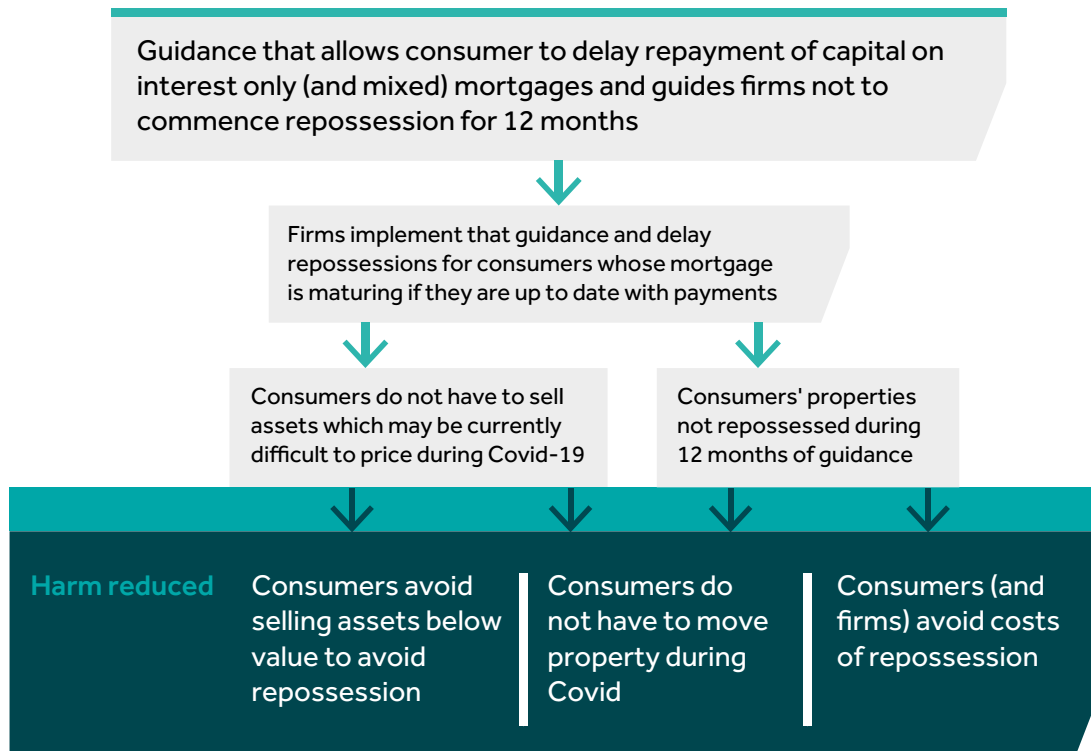 Guidance that allows consumer to delay repayment of capital on
interest only (and mixed) mortgages and guides firms not to
commence repossession for 12 months
Firms implement that guidance and delay
repossessions for consumers whose mortgage
is maturing if they are up to date with payments
Consumers do not have to sell
assets which may be currently
difficult to price during Covid-19
Consumers' properties
not repossessed during
12 months of guidance
Harm reduced
Consumers avoid
selling assets below
value to avoid
repossession
Consumers do
not have to move
property during
Covid
Consumers (and
firms) avoid costs
of repossession